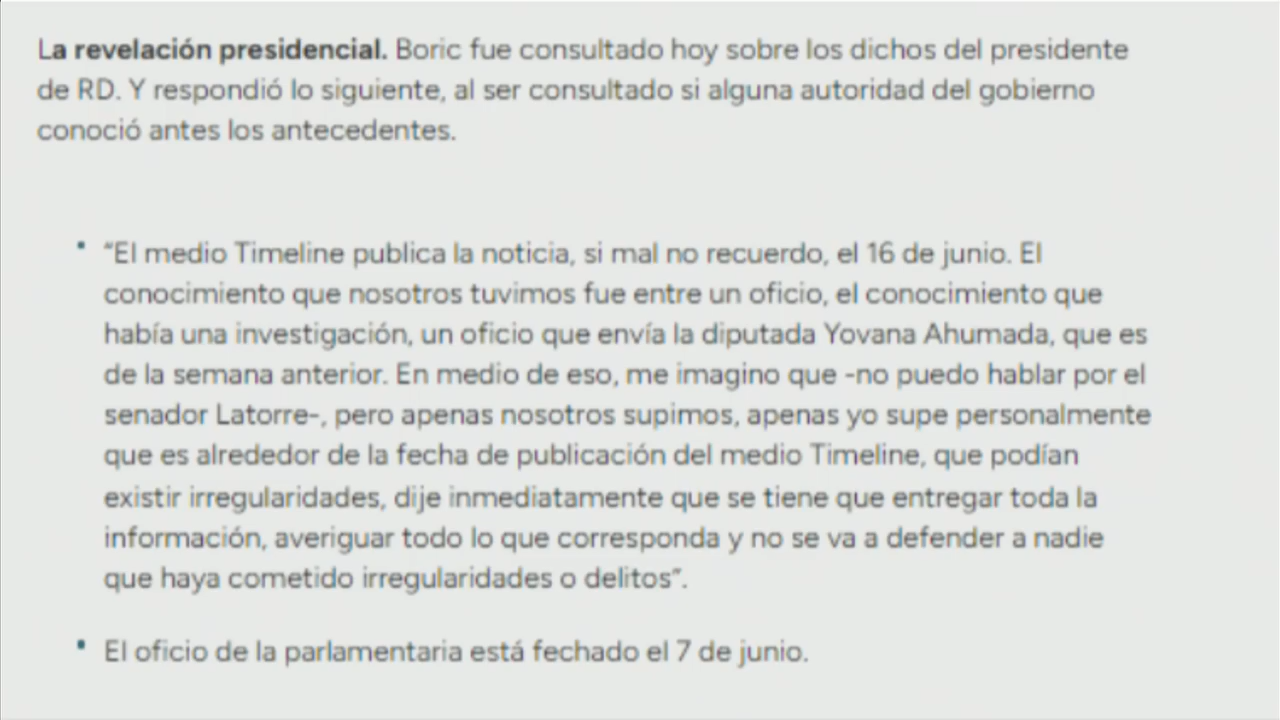 La revelación presidencial. Boric fue consultado hoy sobre los dichos del presidente
de RD. Y respondió lo siguiente, al ser consultado si alguna autoridad del gobierno
conoció antes los antecedentes.
▪ “El medio Timeline publica la noticia, si mal no recuerdo, el 16 de junio. El
conocimiento que nosotros tuvimos fue entre un oficio, el conocimiento que
había una investigación, un oficio que envía la diputada Yovana Ahumada, que es
de la semana anterior. En medio de eso, me imagino que -no puedo hablar por el
senador Latorre-, pero apenas nosotros supimos, apenas yo supe personalmente
que es alrededor de la fecha de publicación del medio Timeline, que podían
existir irregularidades, dije inmediatamente que se tiene que entregar toda la
información, averiguar todo lo que corresponda y no se va a defender a nadie
que haya cometido irregularidades o delitos”.
▪ El oficio de la parlamentaria está fechado el 7 de junio.